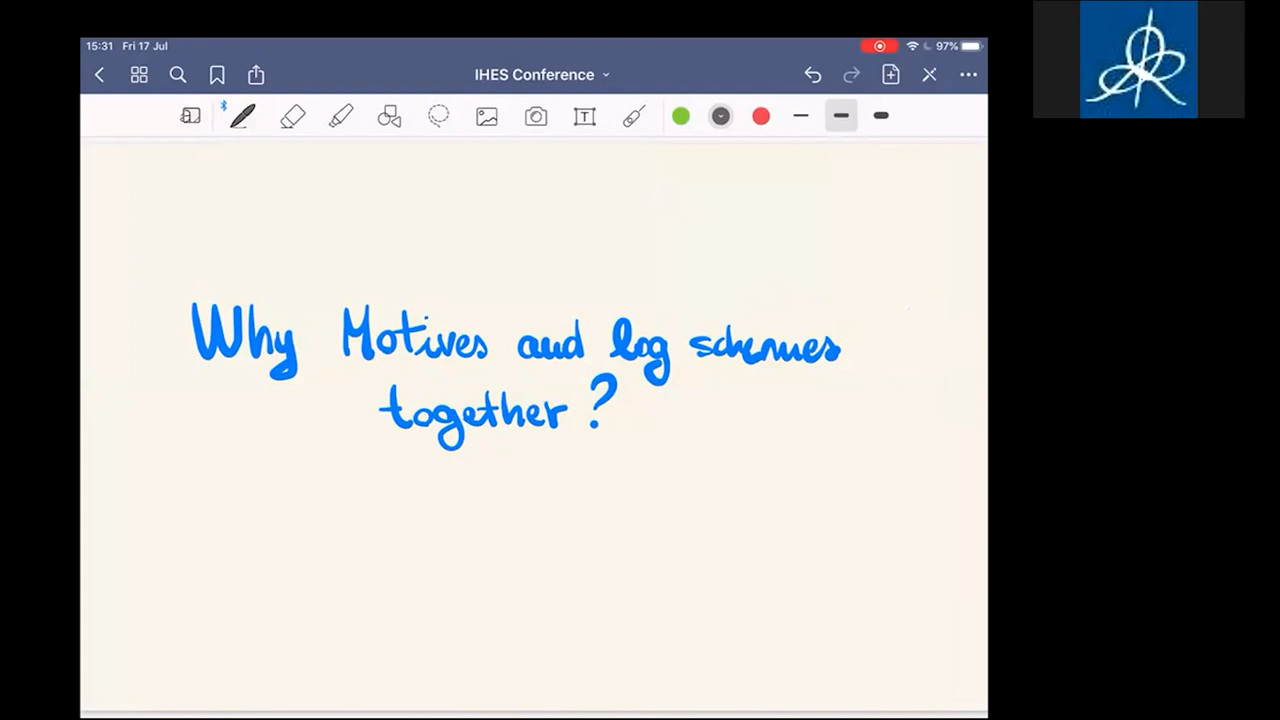 15:31 Fri 17 Jul 97%
IHES Conference
T
Why Motives and log schemes
together?